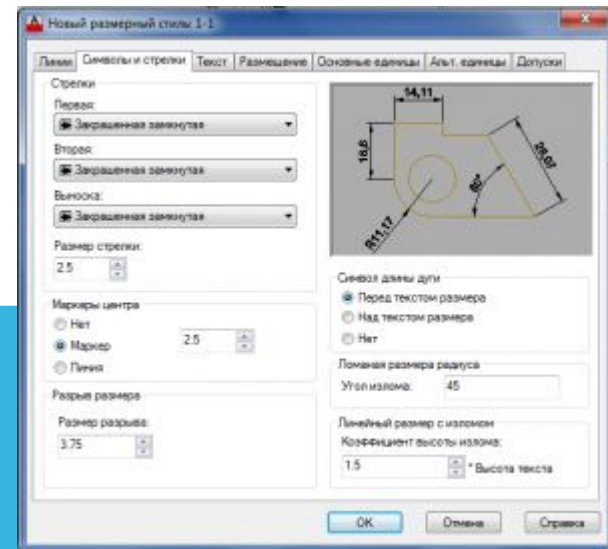 Новый размерный стиль: 1-1
Линии Символы и стрелки Текст Размещение Основные единицы Альт. единицы Допуски
Стрелки
Первая:
Закрашенная замкнутая
Вторая:
Закрашенная замкнутая
Выноска:
Закрашенная замкнутая
Размер стрелки:
2.5
Маркеры центра
Нет
Маркер
2.5
Линия
Разрыв размера
Размер разрыва:
3.75
14,11
16,6
28,07
60°
R11,17
Символ длины дуги
Перед текстом размера
Над текстом размера
Нет
Ломаная размера радиуса
Угол излома: 45
Линейный размер с изломом
Коэффициент высоты излома:
1.5 * Высота текста
OK Отмена Справка